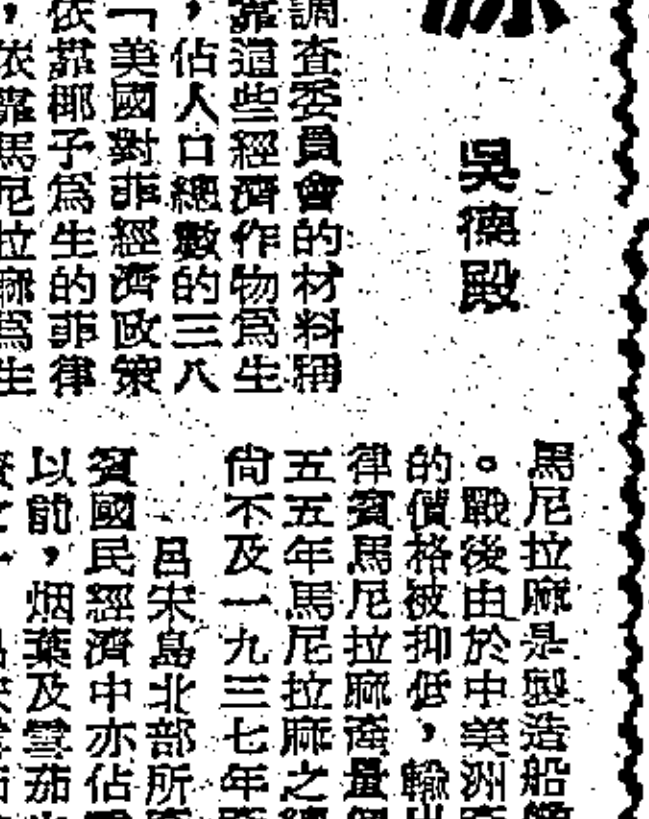 吳德殿
調查委員會的材料稱
靠這些經濟作物爲生
，佔人口總數的三八
「美國對菲經濟政策
依靠椰子爲生的菲律
，依靠馬尼拉麻爲生
馬尼拉麻是製造船
。戰後由於中美洲
的價格被抑低，輸出
律賓馬尼拉麻產量
五五年馬尼拉麻之
尙不及一九三七年
呂宋島北部所
賓國民經濟中亦佔
以前，烟葉及雪茄